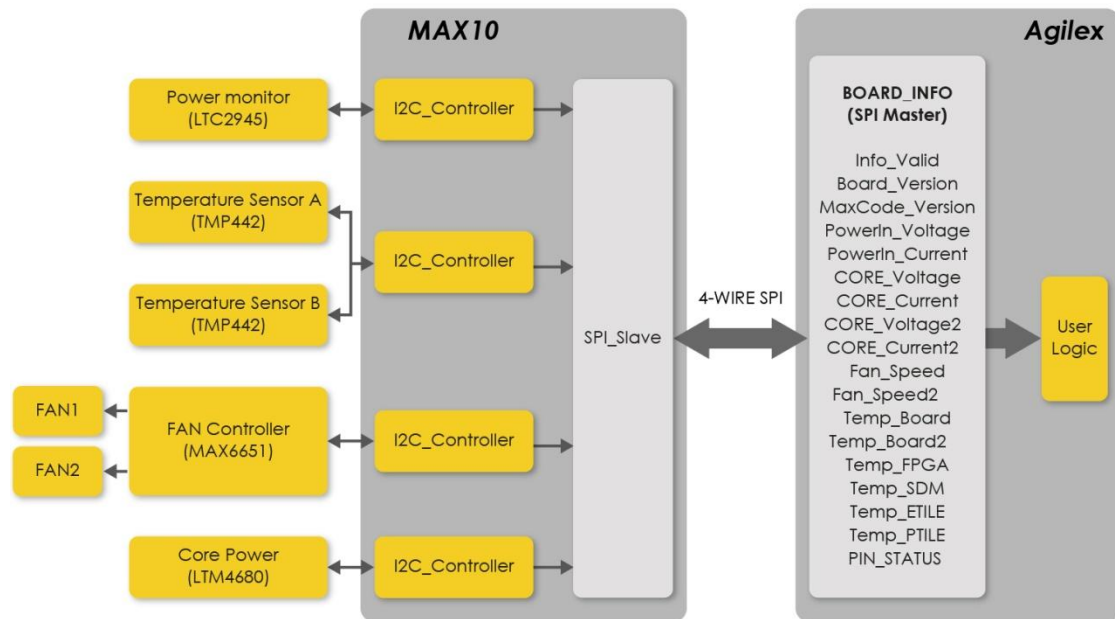 MAX10
Power monitor
(LTC2945)
I2C_Controller
Temperature Sensor A
(TMP442)
I2C_Controller
Temperature Sensor B
(TMP442)
FAN1
FAN2
FAN Controller
(MAX6651)
I2C_Controller
Core Power
(LTM4680)
I2C_Controller
SPI_Slave
4-WIRE SPI
Agilex
BOARD_INFO
(SPI Master)
Info_Valid
Board_Version
MaxCode_Version
PowerIn_Voltage
PowerIn_Current
CORE_Voltage
CORE_Current
CORE_Voltage2
CORE_Current2
Fan_Speed
Fan_Speed2
Temp_Board
Temp_Board2
Temp_FPGA
Temp_SDM
Temp_ETILE
Temp_PTILE
PIN_STATUS
User
Logic